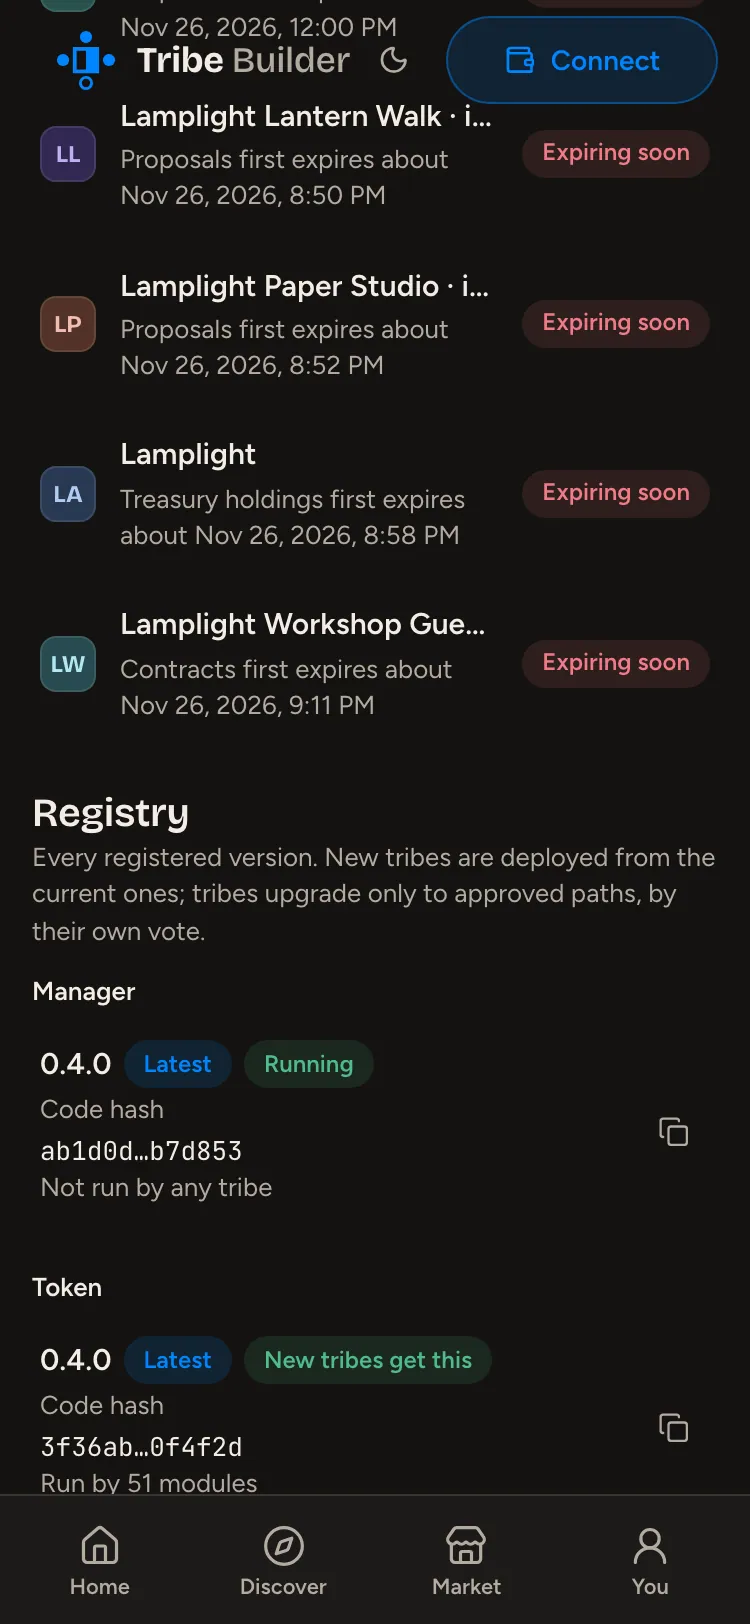 Nov 26, 2026, 12:00 PM
Tribe Builder
Connect
Lamplight Lantern Walk · i...
LL
Proposals first expires about
Nov 26, 2026, 8:50 PM
Expiring soon
Lamplight Paper Studio · i...
LP
Proposals first expires about
Nov 26, 2026, 8:52 PM
Expiring soon
Lamplight
LA
Treasury holdings first expires
about Nov 26, 2026, 8:58 PM
Expiring soon
Lamplight Workshop Gue...
LW
Contracts first expires about
Nov 26, 2026, 9:11 PM
Expiring soon
Registry
Every registered version. New tribes are deployed from the
current ones; tribes upgrade only to approved paths, by
their own vote.
Manager
0.4.0 Latest Running
Code hash
ab1d0d…b7d853
Not run by any tribe
Token
0.4.0 Latest New tribes get this
Code hash
3f36ab…0f4f2d
Run by 51 modules
Home Discover Market You